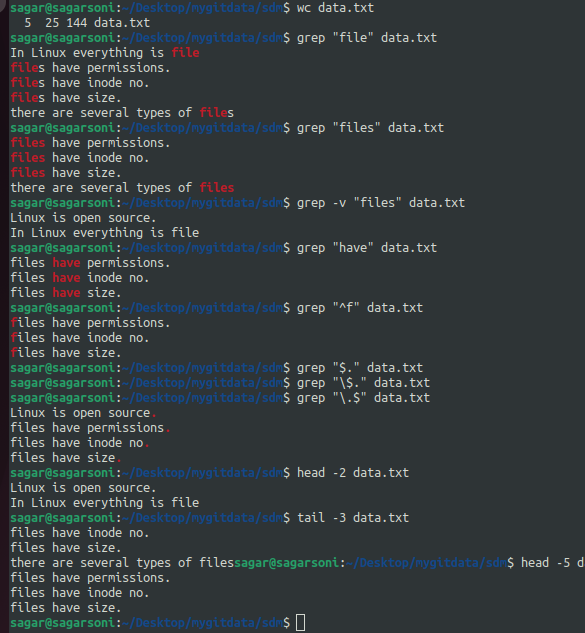 sagar@sagarsoni:~/Desktop/mygitdata/sdm$ wc data.txt
  5  25 144 data.txt
sagar@sagarsoni:~/Desktop/mygitdata/sdm$ grep "file" data.txt
In Linux everything is file
files have permissions.
files have inode no.
files have size.
there are several types of files
sagar@sagarsoni:~/Desktop/mygitdata/sdm$ grep "files" data.txt
files have permissions.
files have inode no.
files have size.
there are several types of files
sagar@sagarsoni:~/Desktop/mygitdata/sdm$ grep -v "files" data.txt
Linux is open source.
In Linux everything is file
sagar@sagarsoni:~/Desktop/mygitdata/sdm$ grep "have" data.txt
files have permissions.
files have inode no.
files have size.
sagar@sagarsoni:~/Desktop/mygitdata/sdm$ grep "^f" data.txt
files have permissions.
files have inode no.
files have size.
sagar@sagarsoni:~/Desktop/mygitdata/sdm$ grep "$." data.txt
sagar@sagarsoni:~/Desktop/mygitdata/sdm$ grep "\$." data.txt
sagar@sagarsoni:~/Desktop/mygitdata/sdm$ grep "\.$" data.txt
Linux is open source.
files have permissions.
files have inode no.
files have size.
sagar@sagarsoni:~/Desktop/mygitdata/sdm$ head -2 data.txt
Linux is open source.
In Linux everything is file
sagar@sagarsoni:~/Desktop/mygitdata/sdm$ tail -3 data.txt
files have inode no.
files have size.
there are several types of filessagar@sagarsoni:~/Desktop/mygitdata/sdm$ head -5 d
files have permissions.
files have inode no.
files have size.
sagar@sagarsoni:~/Desktop/mygitdata/sdm$